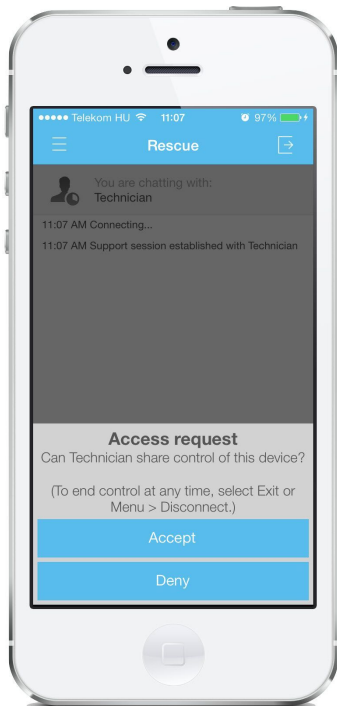 Telekom HU 11:07 97%
Rescue
You are chatting with:
Technician
11:07 AM Connecting...
11:07 AM Support session established with Technician
Access request
Can Technician share control of this device?
(To end control at any time, select Exit or
Menu > Disconnect.)
Accept
Deny